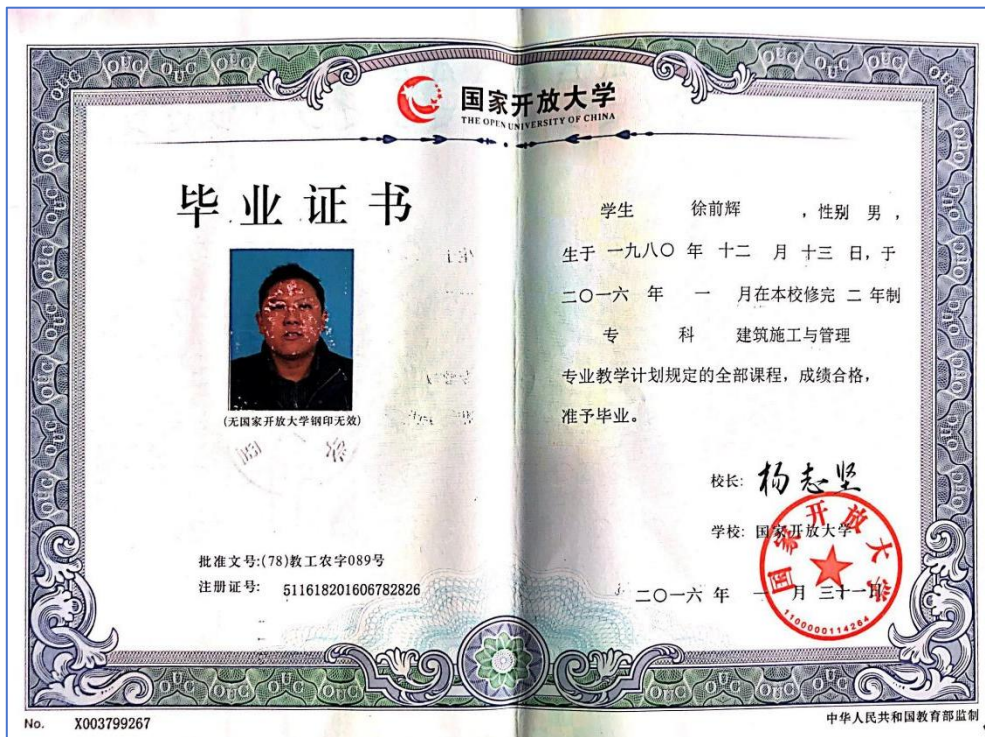 国家开放大学
THE OPEN UNIVERSITY OF CHINA
毕业证书
(无国家开放大学钢印无效)
批准文号:(78)教工农字089号
注册证号: 511618201606782826
学生 徐前辉 ,性别 男,
生于 一九八〇 年 十二 月 十三 日,于
二〇一六 年 一 月在本校修完 二 年制
专 科 建筑施工与管理
专业教学计划规定的全部课程,成绩合格,
准予毕业。
校长: 杨志坚
学校: 国家开放大学
二〇一六 年 一 月 三十一日
国家开放大学
1100000114264
No. X003799267
中华人民共和国教育部监制